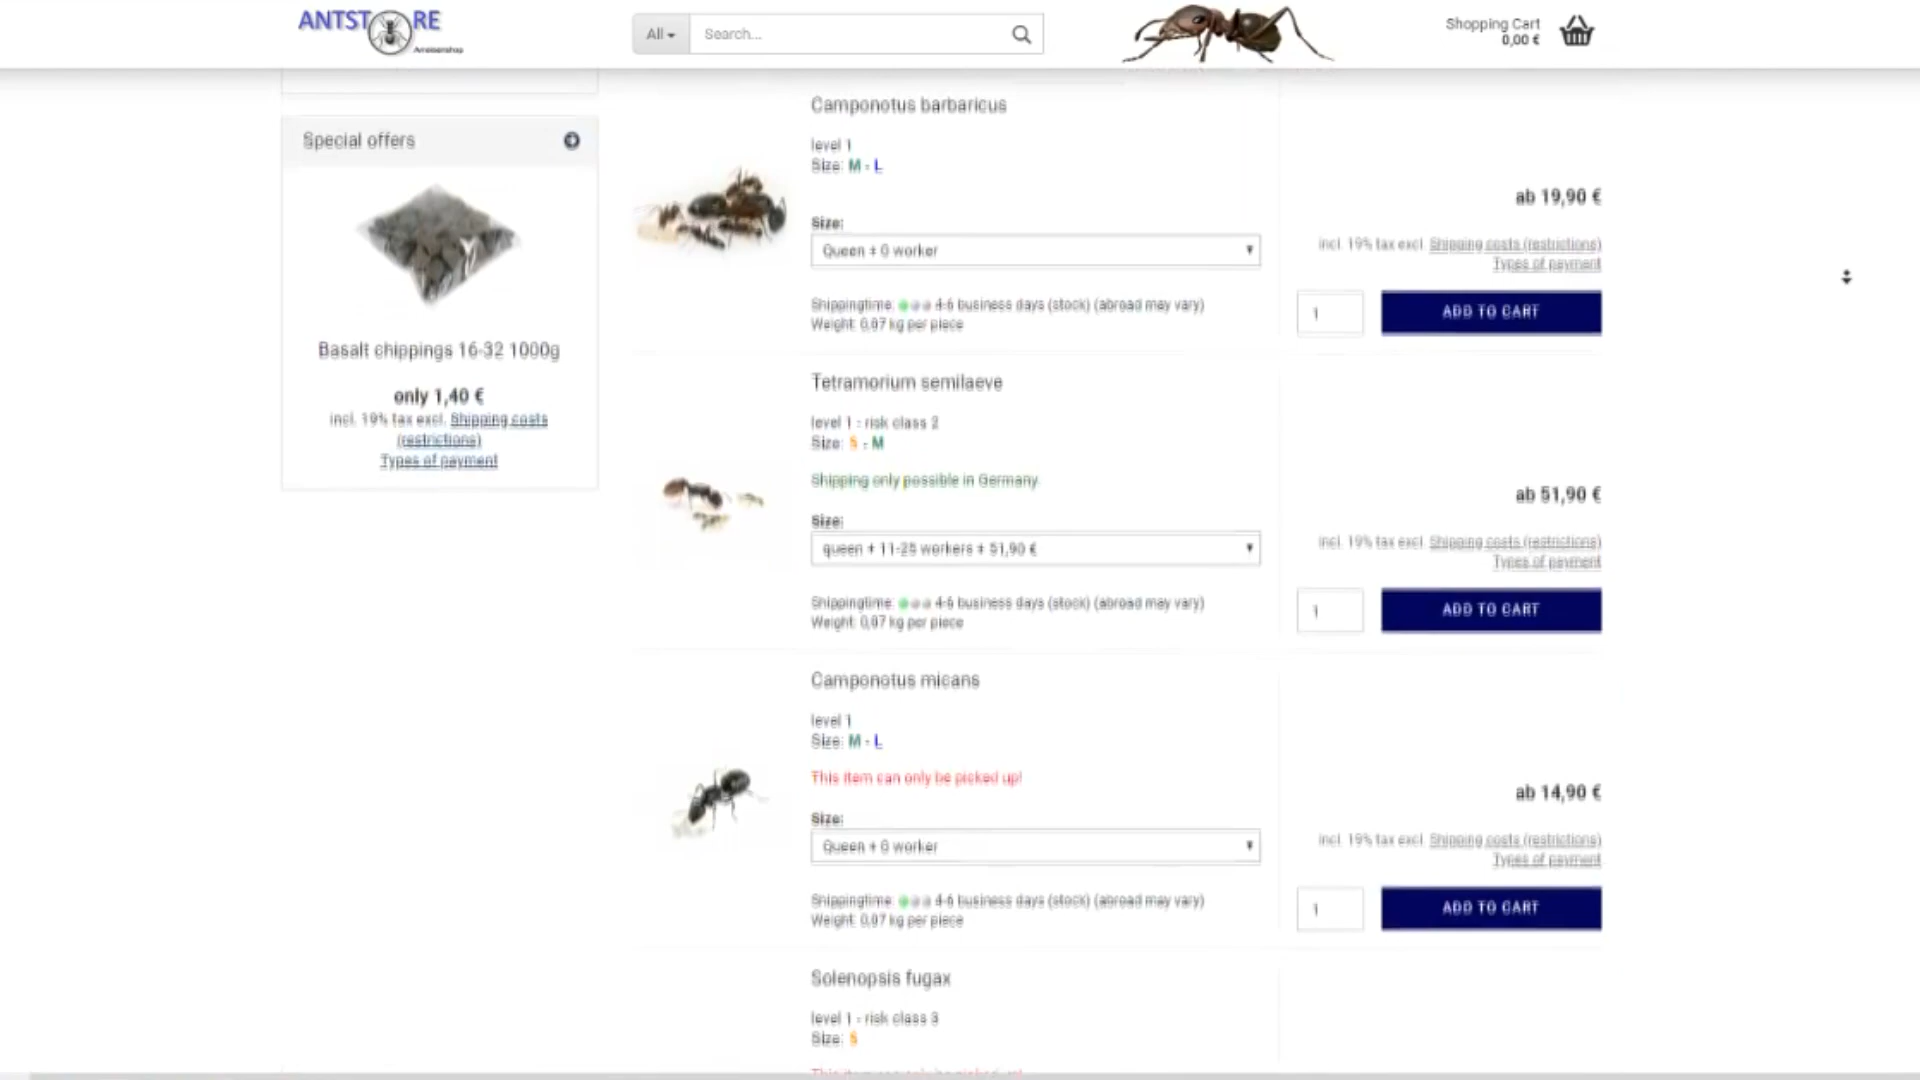 ANTST RE
Ameisenshop
All
Search...
Shopping Cart
0,00 €
Special offers
Basalt chippings 16-32 1000g
only 1,40 €
incl. 19% tax excl. Shipping costs
(restrictions)
Types of payment
Camponotus barbaricus
level 1
Size: M - L
Size:
Queen + 0 worker
Shippingtime: 4-6 business days (stock) (abroad may vary)
Weight: 0,07 kg per piece
ab 19,90 €
incl. 19% tax excl. Shipping costs (restrictions)
Types of payment
1
ADD TO CART
Tetramorium semilaeve
level 1 - risk class 2
Size: S - M
Shipping only possible in Germany
Size:
queen + 11-25 workers + 51,90 €
Shippingtime: 4-6 business days (stock) (abroad may vary)
Weight: 0,07 kg per piece
ab 51,90 €
incl. 19% tax excl. Shipping costs (restrictions)
Types of payment
1
ADD TO CART
Camponotus micans
level 1
Size: M - L
This item can only be picked up!
Size:
Queen + 0 worker
Shippingtime: 4-6 business days (stock) (abroad may vary)
Weight: 0,07 kg per piece
ab 14,90 €
incl. 19% tax excl. Shipping costs (restrictions)
Types of payment
1
ADD TO CART
Solenopsis fugax
level 1 - risk class 3
Size: S
This item can only be picked up!